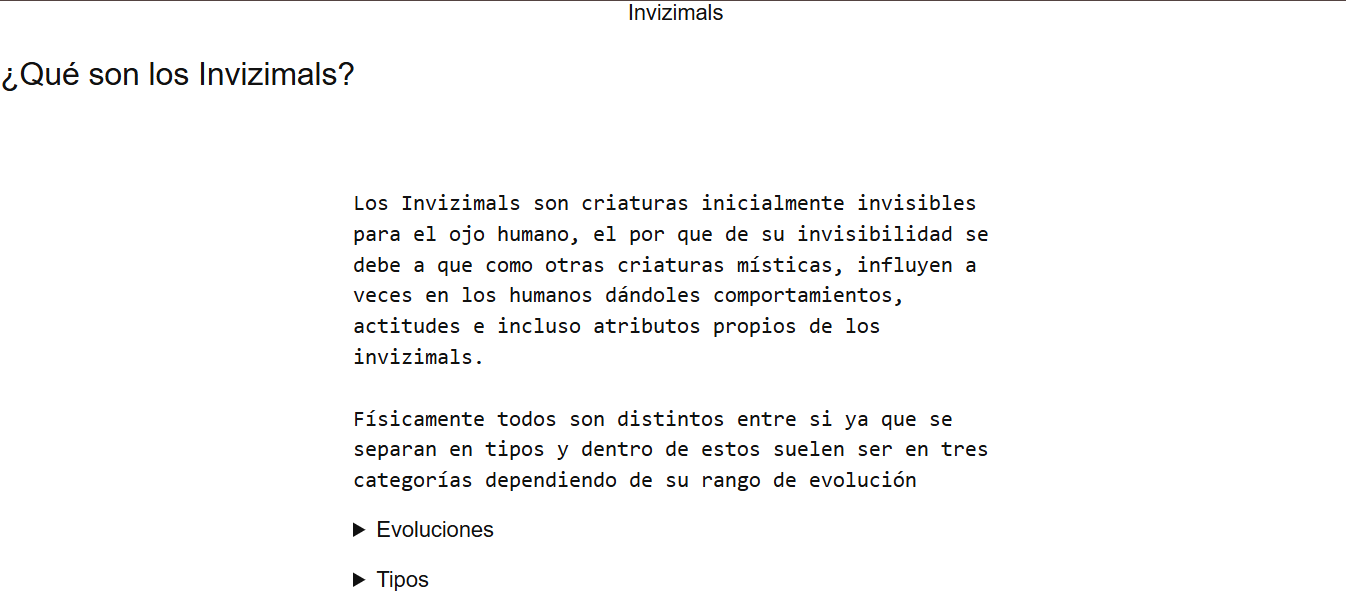 Invizimals
¿Qué son los Invizimals?
Los Invizimals son criaturas inicialmente invisibles
para el ojo humano, el por que de su invisibilidad se
debe a que como otras criaturas místicas, influyen a
veces en los humanos dándoles comportamientos,
actitudes e incluso atributos propios de los
invizimals.
Físicamente todos son distintos entre si ya que se
separan en tipos y dentro de estos suelen ser en tres
categorías dependiendo de su rango de evolución
Evoluciones
Tipos